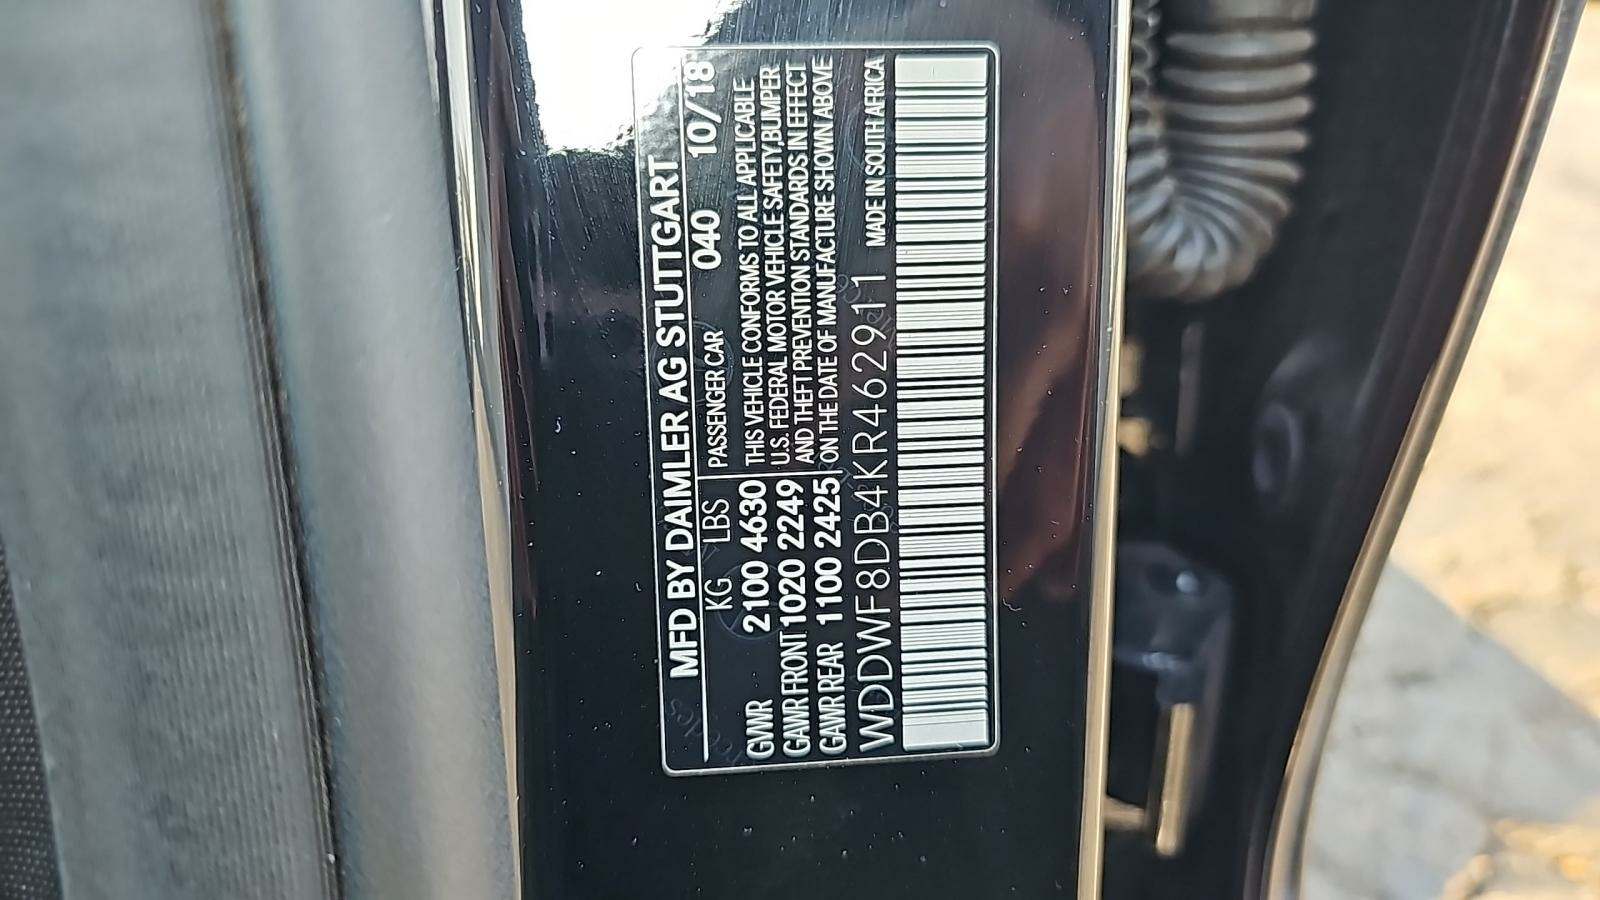 MFD BY DAIMLER AG STUTTGART
040 10/18
KG LBS PASSENGER CAR
GVWR 2100 4630
GAWR FRONT 1020 2249
GAWR REAR 1100 2425
THIS VEHICLE CONFORMS TO ALL APPLICABLE
U.S. FEDERAL MOTOR VEHICLE SAFETY,BUMPER
AND THEFT PREVENTION STANDARDS IN EFFECT
ON THE DATE OF MANUFACTURE SHOWN ABOVE
WDDWF8DB4KR462911 MADE IN SOUTH AFRICA